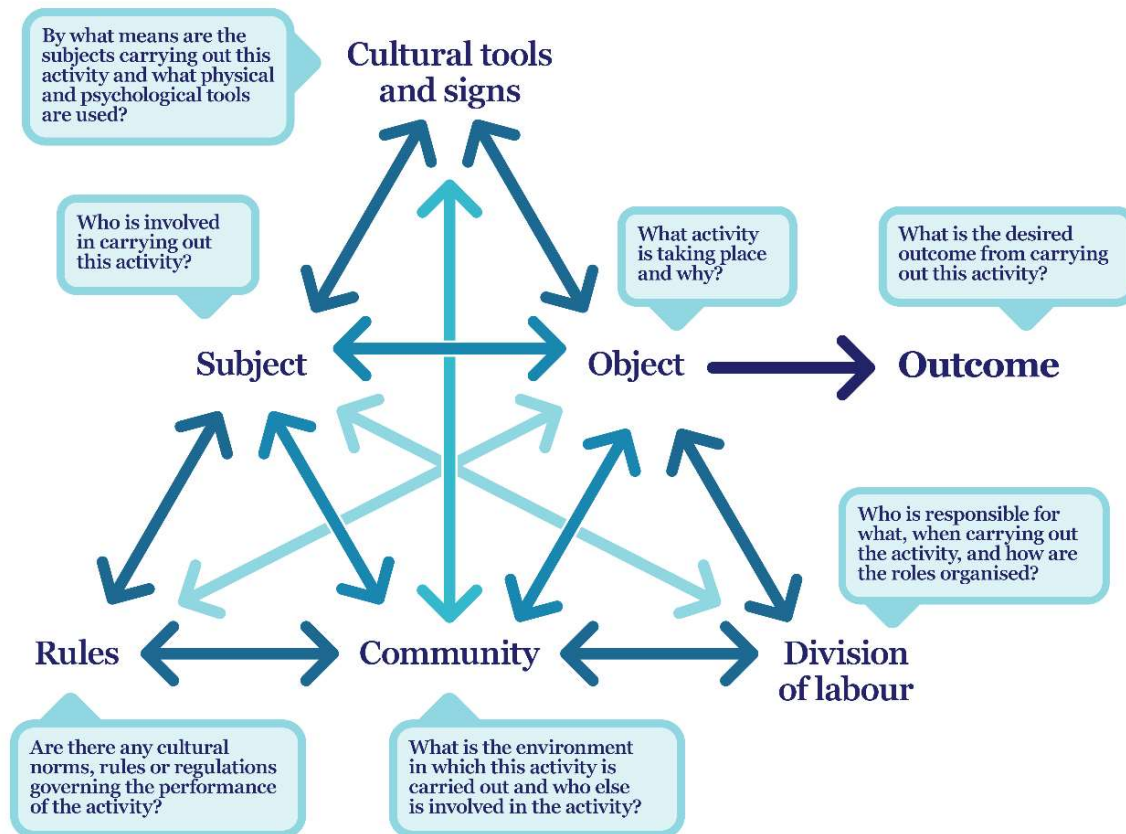 By what means are the
subjects carrying out this
activity and what physical
and psychological tools
are used?
Cultural tools
and signs
Who is involved
in carrying out
this activity?
What activity
is taking place
and why?
What is the desired
outcome from carrying
out this activity?
Subject
Object
Outcome
Who is responsible for
what, when carrying out
the activity, and how are
the roles organised?
Rules
Community
Division
of labour
Are there any cultural
norms, rules or regulations
governing the performance
of the activity?
What is the environment
in which this activity is
carried out and who else
is involved in the activity?